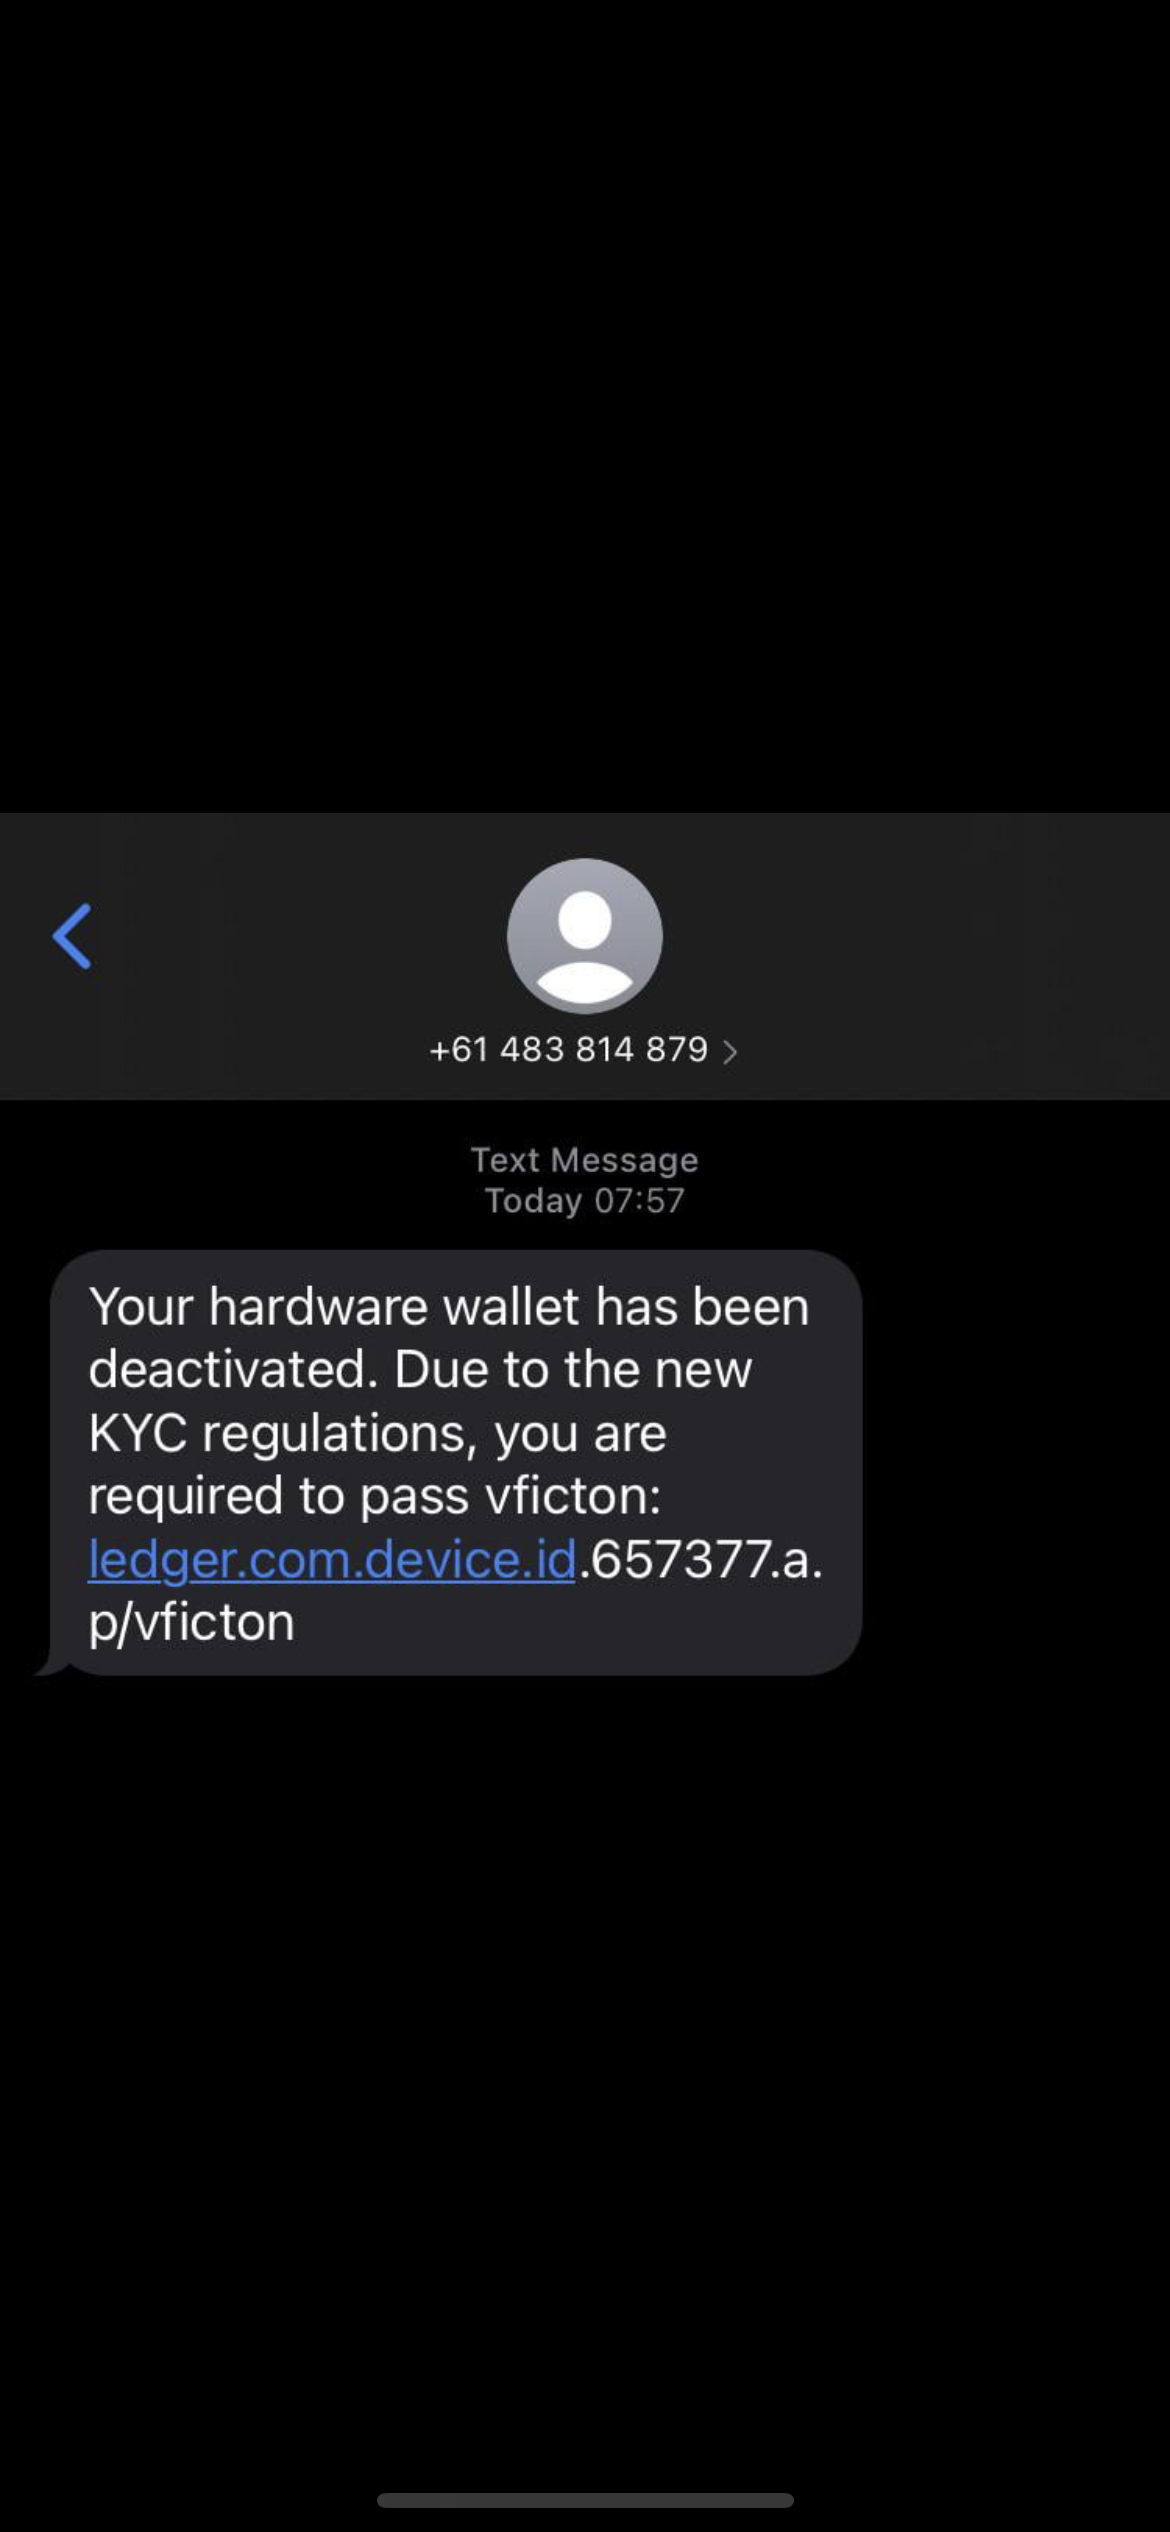 +61 483 814 879
Text Message
Today 07:57
Your hardware wallet has been
deactivated. Due to the new
KYC regulations, you are
required to pass vficton:
ledger.com.device.id.657377.a.
p/vficton